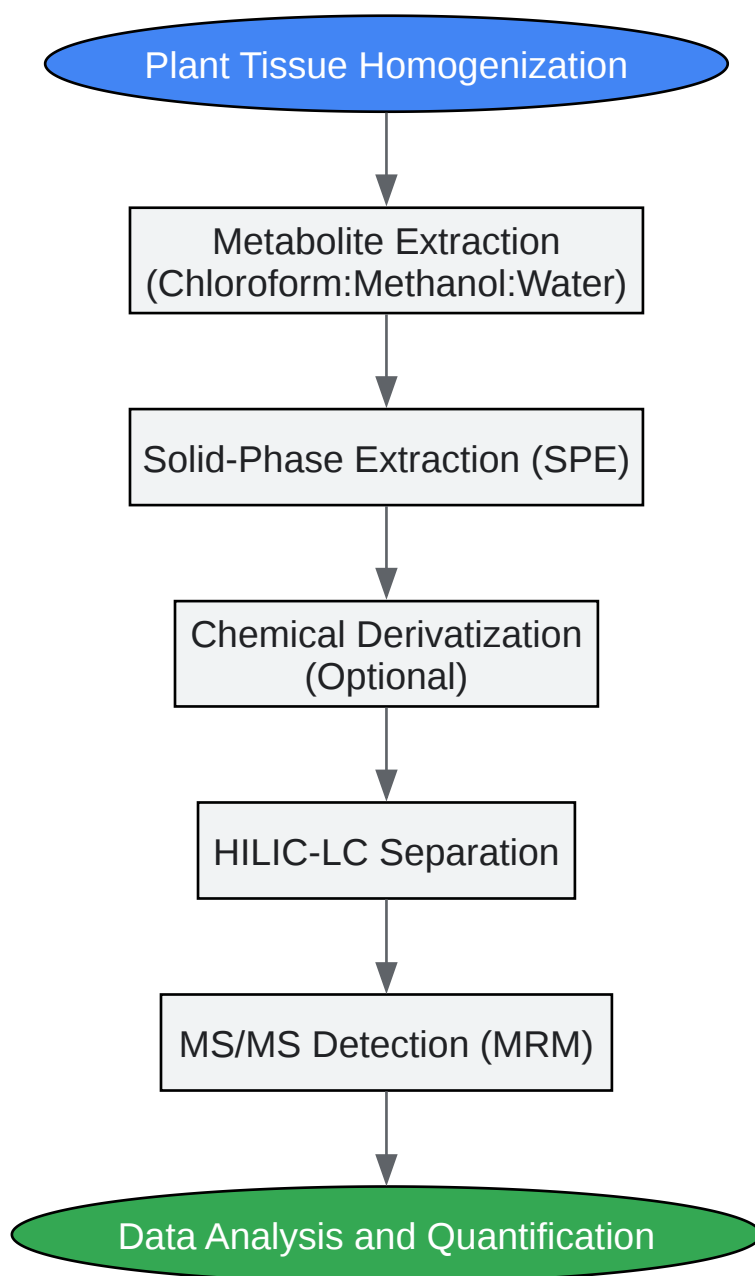 Plant Tissue Homogenization
Metabolite Extraction
(Chloroform:Methanol:Water)
Solid-Phase Extraction (SPE)
Chemical Derivatization
(Optional)
HILIC-LC Separation
MS/MS Detection (MRM)
Data Analysis and Quantification